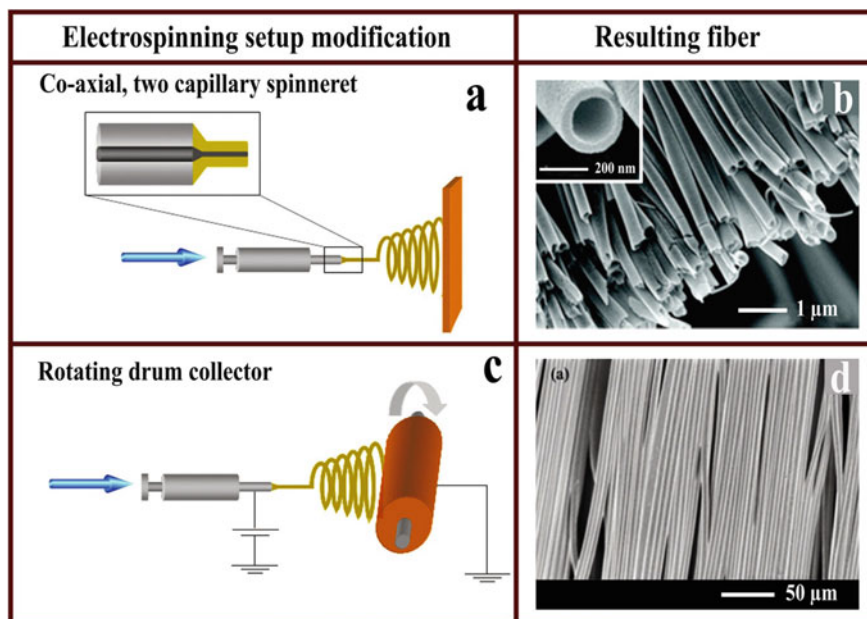 Electrospinning setup modification
Resulting fiber
Co-axial, two capillary spinneret
a
b
200 nm
1 µm
Rotating drum collector
c
(a)
d
50 µm